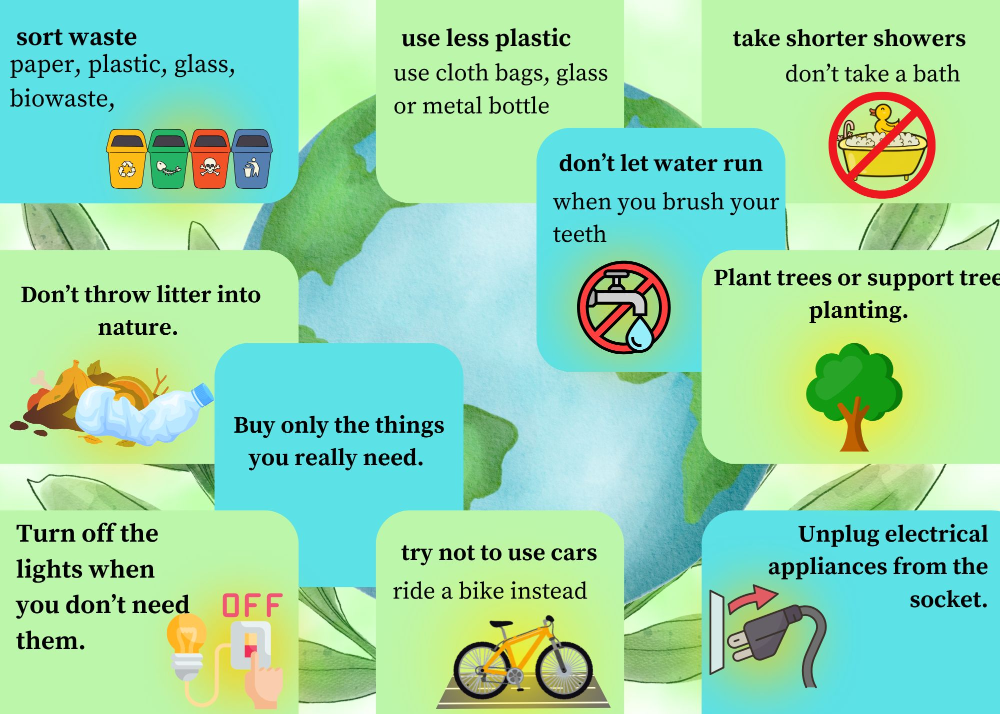 sort waste
paper, plastic, glass,
biowaste,
use less plastic
use cloth bags, glass
or metal bottle
take shorter showers
don’t take a bath
don’t let water run
when you brush your
teeth
Don’t throw litter into
nature.
Plant trees or support tree
planting.
Buy only the things
you really need.
Turn off the
lights when
you don’t need
them.
OFF
try not to use cars
ride a bike instead
Unplug electrical
appliances from the
socket.